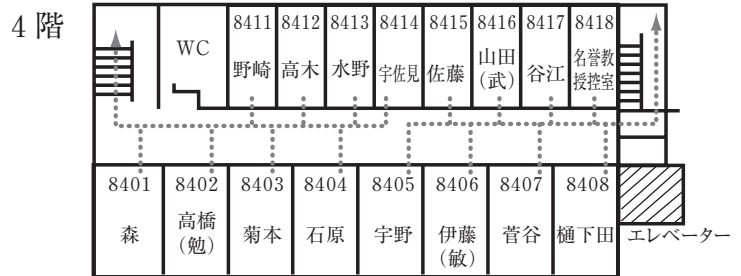 4 階
WC
8411 8412 8413 8414 8415 8416 8417 8418
野崎 高木 水野 宇佐見 佐藤 山田 谷江 名誉教
(武) 授控室
8401 8402 8403 8404 8405 8406 8407 8408
森 高橋 菊本 石原 宇野 伊藤 菅谷 樋下田 エレベーター
(勉) (敏)